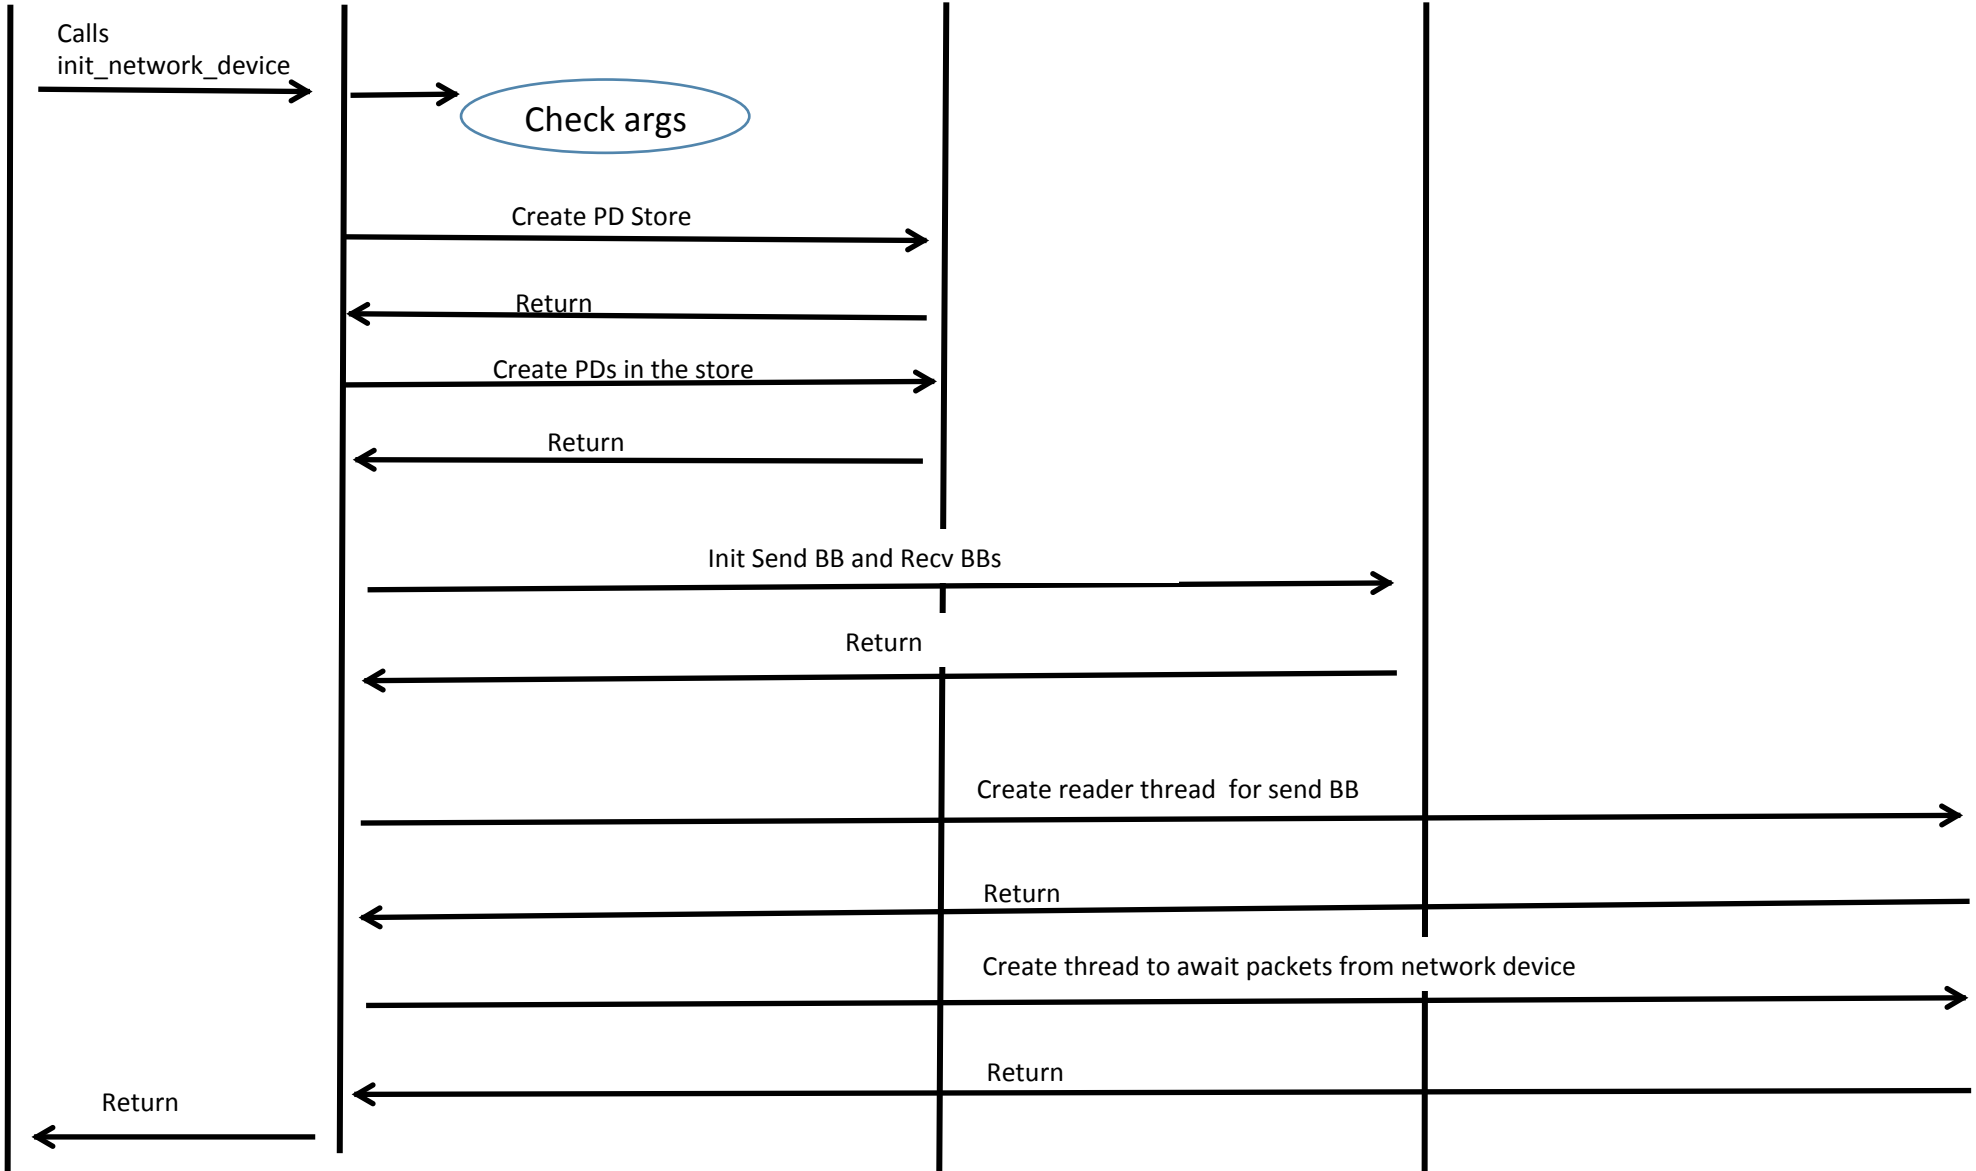 Calls
init_network_device
Check args
Create PD Store
Return
Create PDs in the store
Return
Init Send BB and Recv BBs
Return
Create reader thread  for send BB
Return
Create thread to await packets from network device
Return
Return